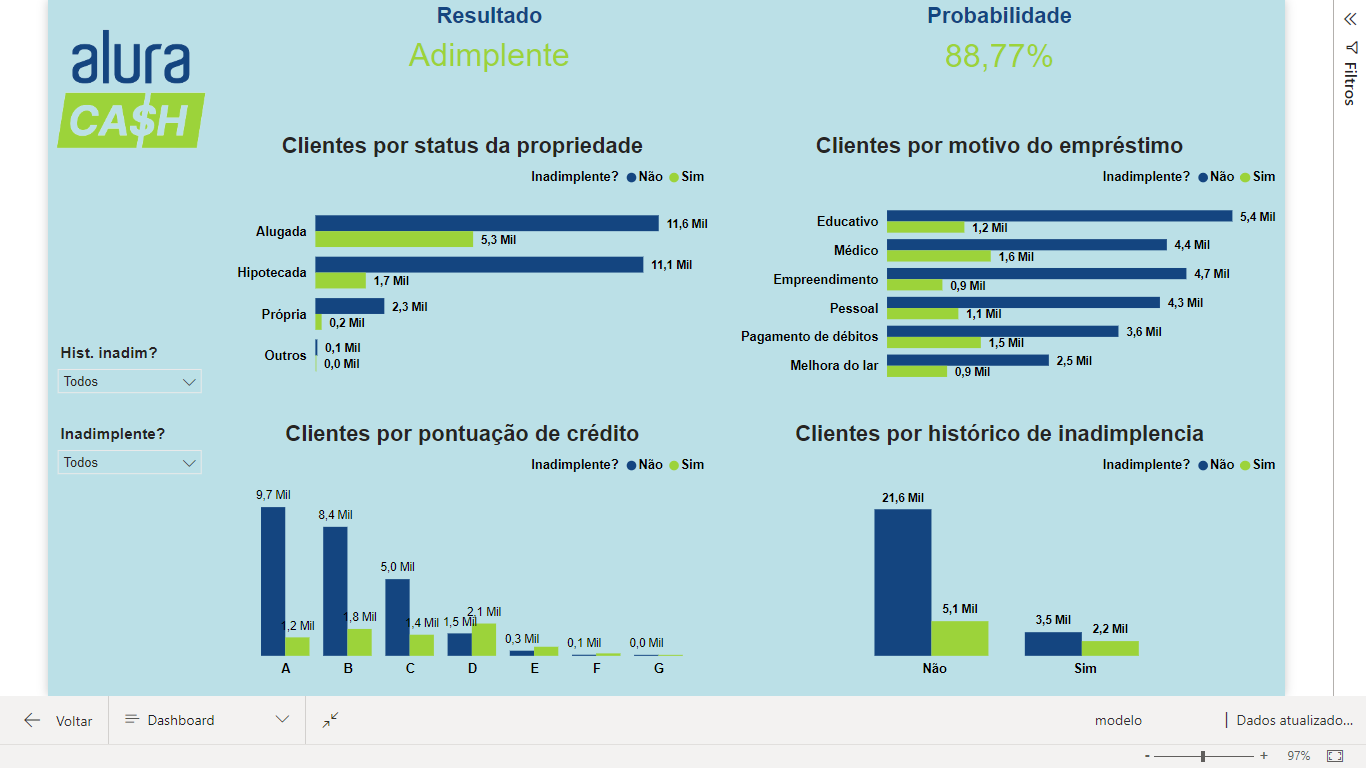 alura
CA$H
Resultado
Adimplente
Probabilidade
88,77%
Clientes por status da propriedade
Inadimplente? Não Sim
Alugada 11,6 Mil
5,3 Mil
Hipotecada 11,1 Mil
1,7 Mil
Própria 2,3 Mil
0,2 Mil
Outros 0,1 Mil
0,0 Mil
Clientes por motivo do empréstimo
Inadimplente? Não Sim
Educativo 5,4 Mil
1,2 Mil
Médico 4,4 Mil
1,6 Mil
Empreendimento 4,7 Mil
0,9 Mil
Pessoal 4,3 Mil
1,1 Mil
Pagamento de débitos 3,6 Mil
1,5 Mil
Melhora do lar 2,5 Mil
0,9 Mil
Hist. inadim?
Todos
Inadimplente?
Todos
Clientes por pontuação de crédito
Inadimplente? Não Sim
9,7 Mil
8,4 Mil
5,0 Mil
1,2 Mil 1,8 Mil 1,4 Mil 1,5 Mil 2,1 Mil
0,3 Mil 0,1 Mil 0,0 Mil
A B C D E F G
Clientes por histórico de inadimplencia
Inadimplente? Não Sim
21,6 Mil
5,1 Mil
3,5 Mil
2,2 Mil
Não Sim
Filtros
Voltar
Dashboard
modelo
Dados atualizado...
- + 97%